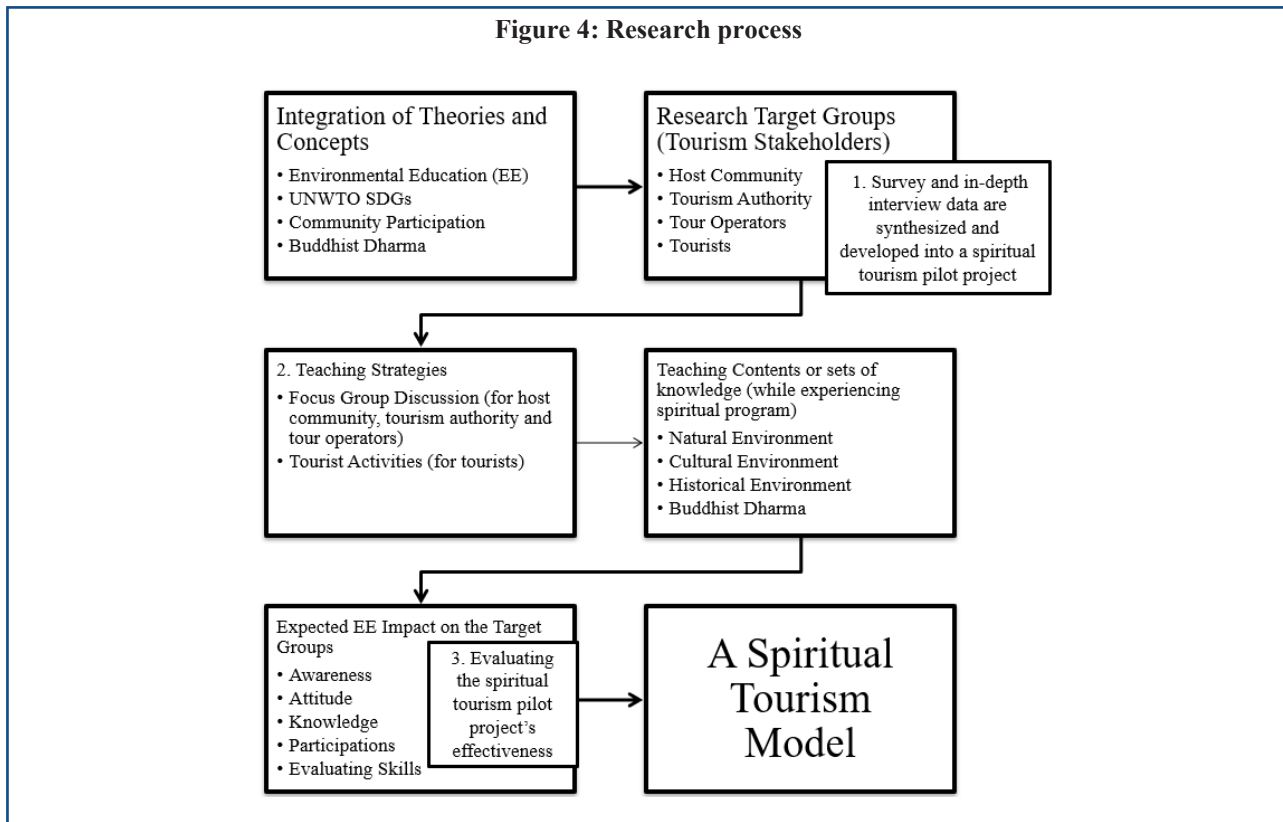 Figure 4: Research process
Integration of Theories and
Concepts
• Environmental Education (EE)
• UNWTO SDGs
• Community Participation
• Buddhist Dharma
Research Target Groups
(Tourism Stakeholders)
• Host Community
• Tourism Authority
• Tour Operators
• Tourists
1. Survey and in-depth
interview data are
synthesized and
developed into a spiritual
tourism pilot project
2. Teaching Strategies
• Focus Group Discussion (for host
community, tourism authority and
tour operators)
• Tourist Activities (for tourists)
Teaching Contents or sets of
knowledge (while experiencing
spiritual program)
• Natural Environment
• Cultural Environment
• Historical Environment
• Buddhist Dharma
Expected EE Impact on the Target
Groups
• Awareness
• Attitude
• Knowledge
• Participations
• Evaluating Skills
3. Evaluating
the spiritual
tourism pilot
project’s
effectiveness
A Spiritual
Tourism
Model